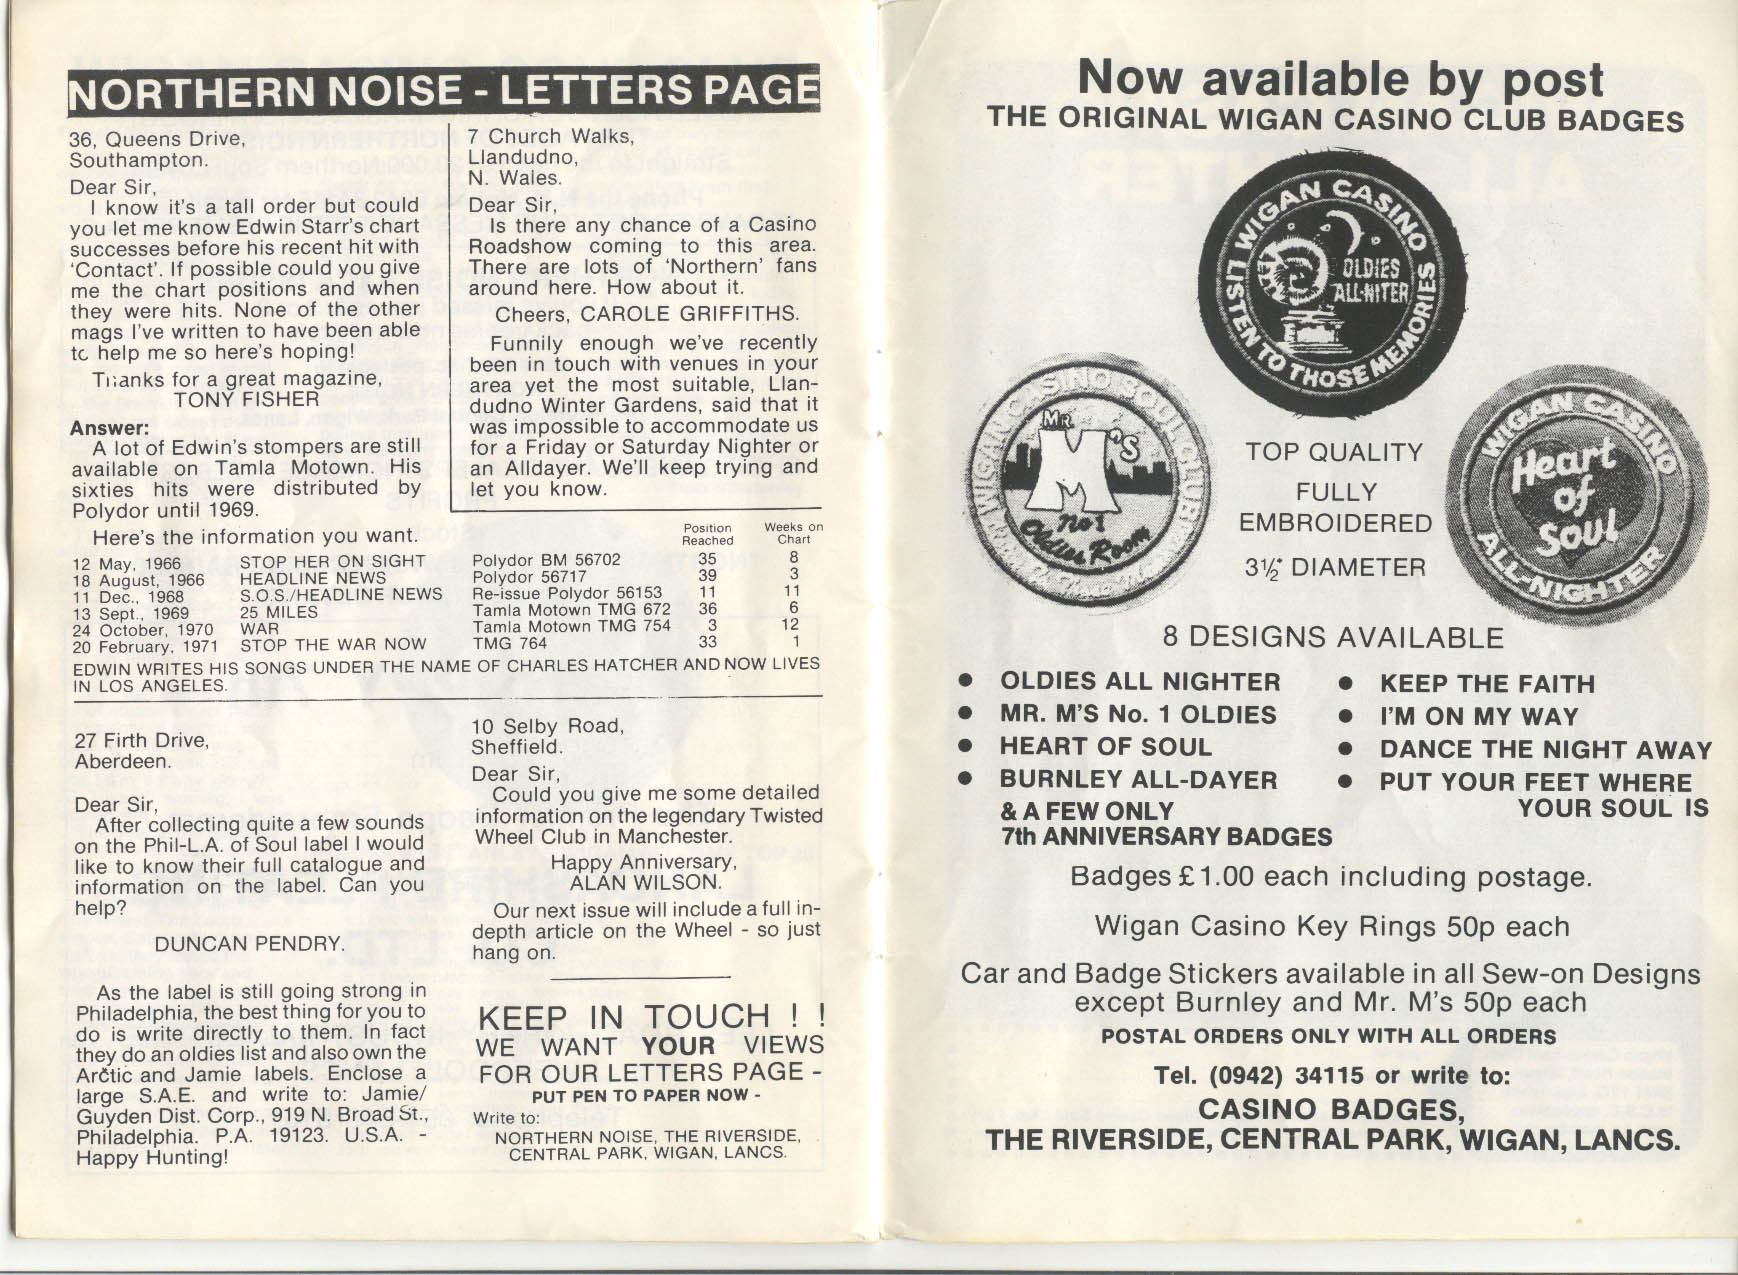 NORTHERN NOISE - LETTERS PAGE
36, Queens Drive,
Southampton.
Dear Sir,
I know it's a tall order but could
you let me know Edwin Starr's chart
successes before his recent hit with
'Contact'. If possible could you give
me the chart positions and when
they were hits. None of the other
mags I've written to have been able
to help me so here's hoping!
Thanks for a great magazine,
TONY FISHER
Answer:
A lot of Edwin's stompers are still
available on Tamla Motown. His
sixties hits were distributed by
Polydor until 1969.
Here's the information you want.
7 Church Walks,
Llandudno,
N. Wales.
Dear Sir,
Is there any chance of a Casino
Roadshow coming to this area.
There are lots of 'Northern' fans
around here. How about it.
Cheers, CAROLE GRIFFITHS.
Funnily enough we've recently
been in touch with venues in your
area yet the most suitable, Llan-
dudno Winter Gardens, said that it
was impossible to accommodate us
for a Friday or Saturday Nighter or
an Alldayer. We'll keep trying and
let you know.
Position Weeks on
Reached Chart
12 May, 1966 STOP HER ON SIGHT Polydor BM 56702 35 8
18 August, 1966 HEADLINE NEWS Polydor 56717 39 3
11 Dec., 1968 S.O.S./HEADLINE NEWS Re-issue Polydor 56153 11 11
13 Sept., 1969 25 MILES Tamla Motown TMG 672 36 6
24 October, 1970 WAR Tamla Motown TMG 754 3 12
20 February, 1971 STOP THE WAR NOW TMG 764 33 1
EDWIN WRITES HIS SONGS UNDER THE NAME OF CHARLES HATCHER AND NOW LIVES
IN LOS ANGELES.
27 Firth Drive,
Aberdeen.
Dear Sir,
After collecting quite a few sounds
on the Phil-L.A. of Soul label I would
like to know their full catalogue and
information on the label. Can you
help?
DUNCAN PENDRY.
As the label is still going strong in
Philadelphia, the best thing for you to
do is write directly to them. In fact
they do an oldies list and also own the
Arctic and Jamie labels. Enclose a
large S.A.E. and write to: Jamie/
Guyden Dist. Corp., 919 N. Broad St.,
Philadelphia. P.A. 19123. U.S.A. -
Happy Hunting!
10 Selby Road,
Sheffield.
Dear Sir,
Could you give me some detailed
information on the legendary Twisted
Wheel Club in Manchester.
Happy Anniversary,
ALAN WILSON.
Our next issue will include a full in-
depth article on the Wheel - so just
hang on.
KEEP IN TOUCH ! !
WE WANT YOUR VIEWS
FOR OUR LETTERS PAGE -
PUT PEN TO PAPER NOW -
Write to:
NORTHERN NOISE, THE RIVERSIDE,
CENTRAL PARK, WIGAN, LANCS.
Now available by post
THE ORIGINAL WIGAN CASINO CLUB BADGES
WIGAN CASINO
OLDIES
ALL-NITER
LISTEN TO THOSE MEMORIES
WIGAN CASINO SOUL CLUB
MR
M'S
No 1
Oldies Room
WIGAN CASINO
Heart
of
Soul
ALL-NIGHTER
TOP QUALITY
FULLY
EMBROIDERED
3½" DIAMETER
8 DESIGNS AVAILABLE
● OLDIES ALL NIGHTER
● MR. M'S No. 1 OLDIES
● HEART OF SOUL
● BURNLEY ALL-DAYER
& A FEW ONLY
7th ANNIVERSARY BADGES
● KEEP THE FAITH
● I'M ON MY WAY
● DANCE THE NIGHT AWAY
● PUT YOUR FEET WHERE
YOUR SOUL IS
Badges £1.00 each including postage.
Wigan Casino Key Rings 50p each
Car and Badge Stickers available in all Sew-on Designs
except Burnley and Mr. M's 50p each
POSTAL ORDERS ONLY WITH ALL ORDERS
Tel. (0942) 34115 or write to:
CASINO BADGES,
THE RIVERSIDE, CENTRAL PARK, WIGAN, LANCS.